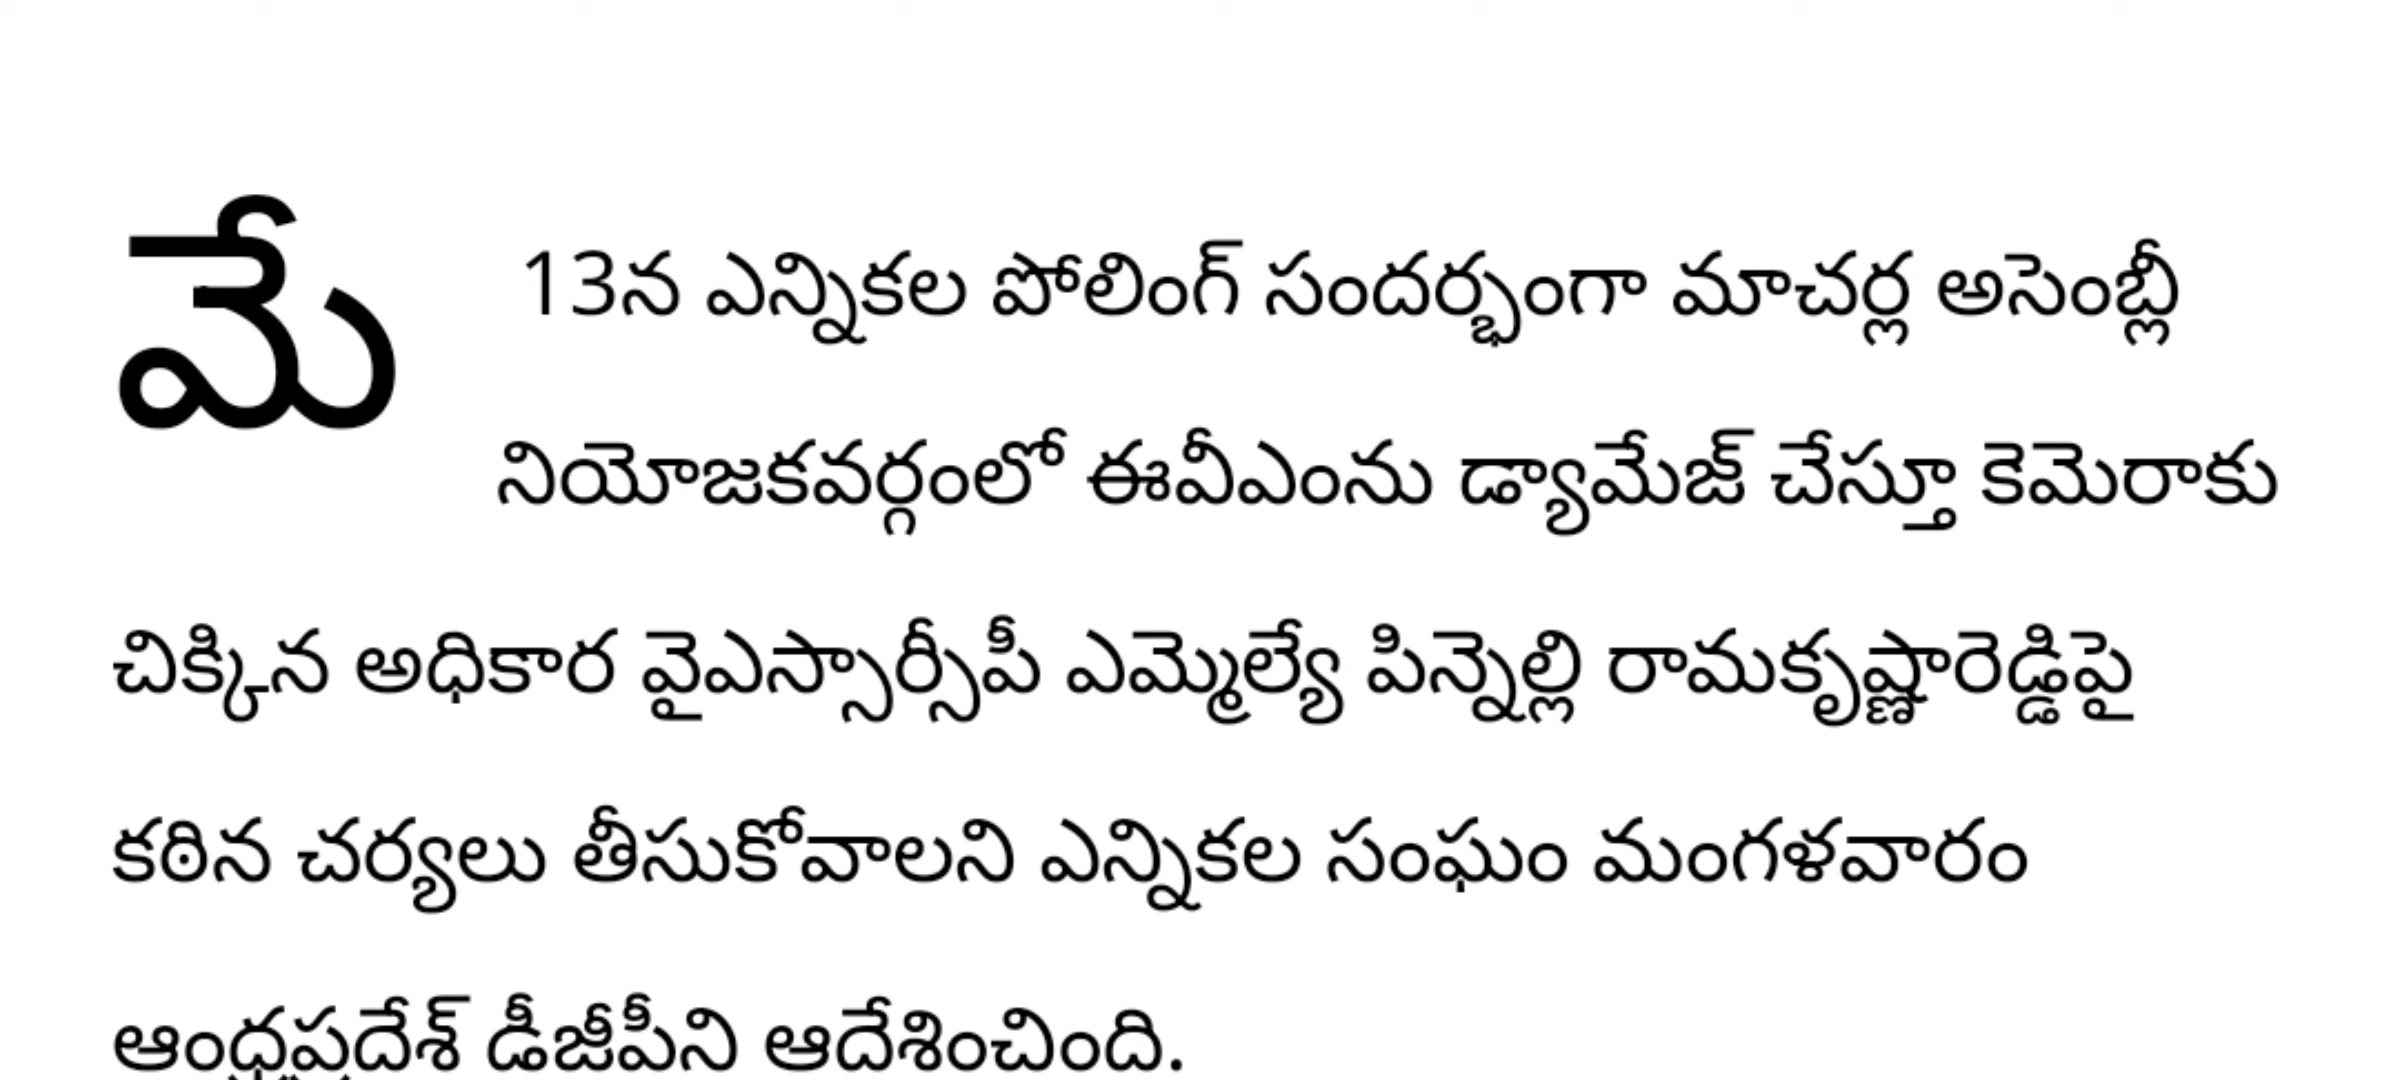 మే 13న ఎన్నికల పోలింగ్ సందర్భంగా మాచర్ల అసెంబ్లీ
నియోజకవర్గంలో ఈవీఎంను డ్యామేజ్ చేస్తూ కెమెరాకు
చిక్కిన అధికార వైఎస్సార్సీపీ ఎమ్మెల్యే పిన్నెల్లి రామకృష్ణారెడ్డిపై
కఠిన చర్యలు తీసుకోవాలని ఎన్నికల సంఘం మంగళవారం
ఆంధ్రప్రదేశ్ డీజీపీని ఆదేశించింది.